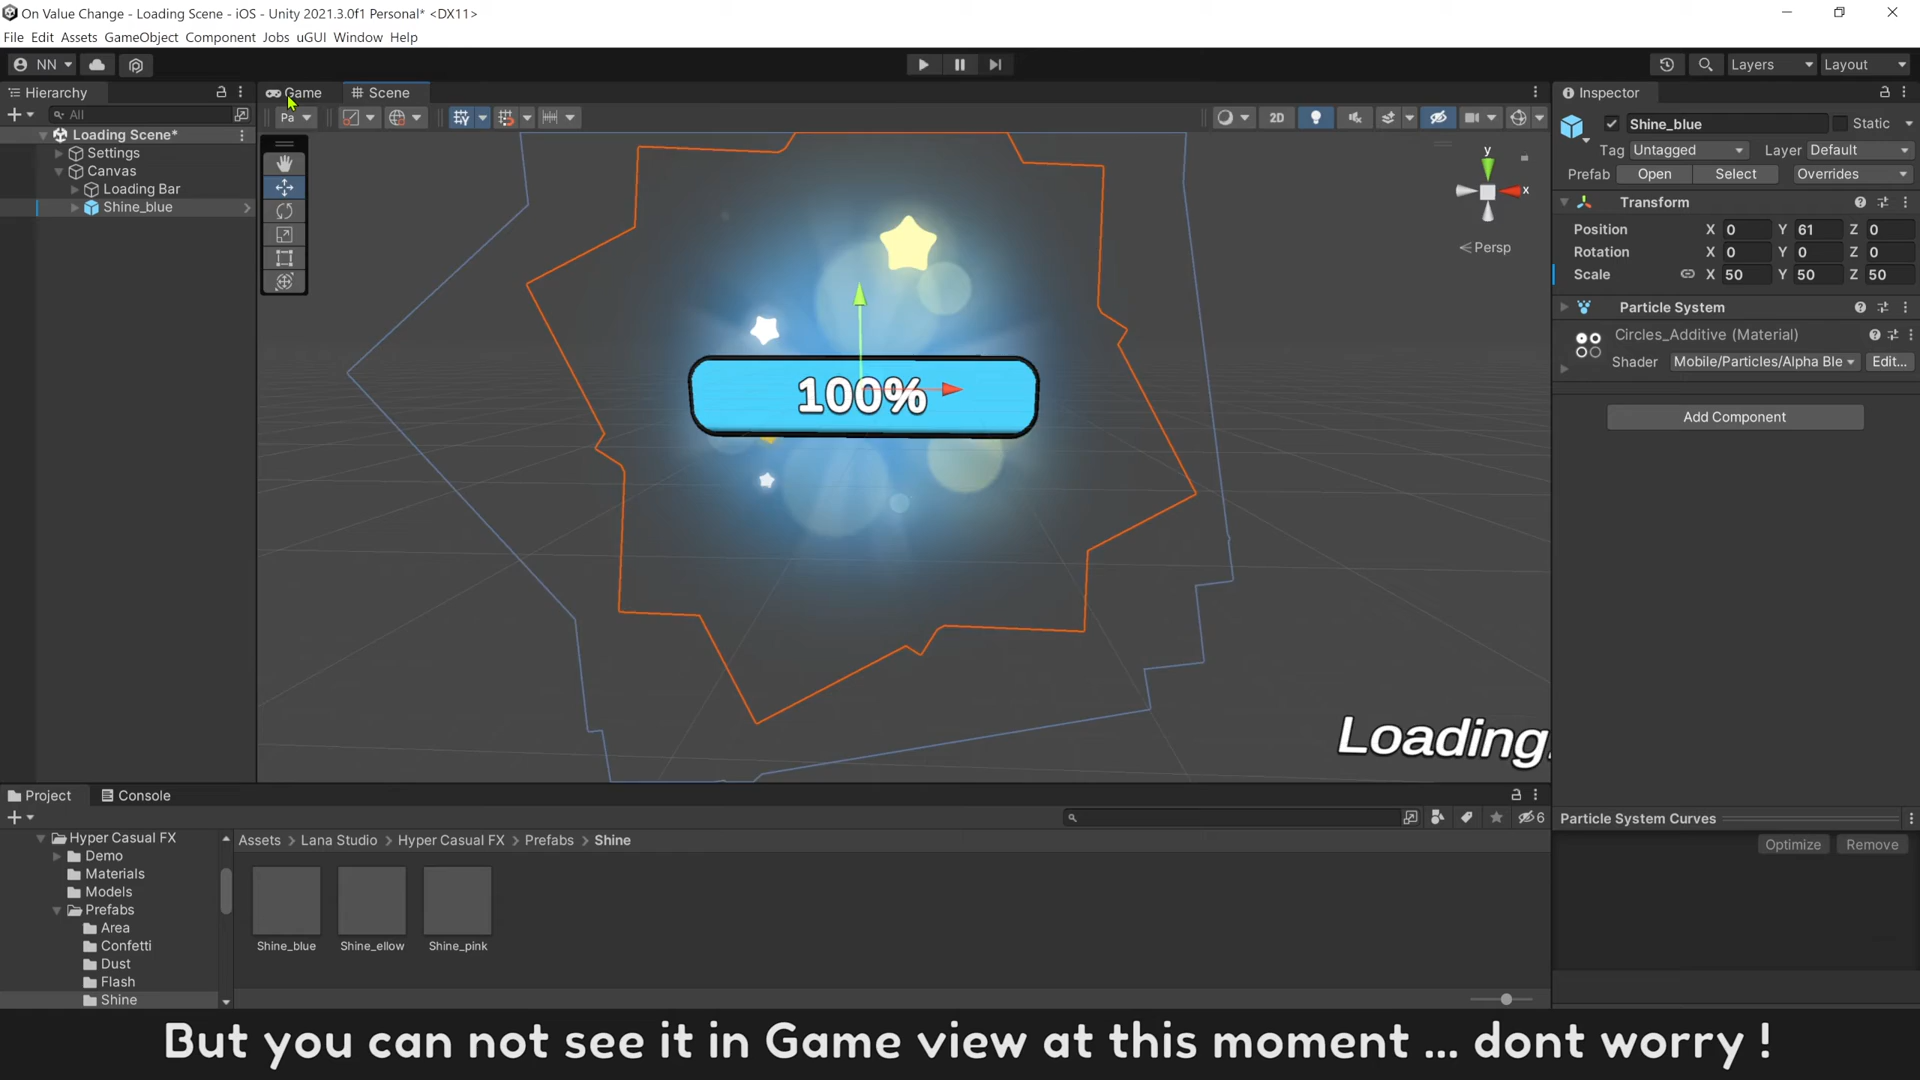 On Value Change - Loading Scene - iOS - Unity 2021.3.0f1 Personal* <DX11>
File Edit Assets GameObject Component Jobs uGUI Window Help
NN
Layers
Layout
Hierarchy
Game
Scene
Inspector
All
Pa
2D
Loading Scene*
Settings
Canvas
Loading Bar
Shine_blue
y
x
Persp
100%
Loading.
Shine_blue
Static
Tag Untagged Layer Default
Prefab Open Select Overrides
Transform
Position X 0 Y 61 Z 0
Rotation X 0 Y 0 Z 0
Scale X 50 Y 50 Z 50
Particle System
Circles_Additive (Material)
Shader Mobile/Particles/Alpha Ble Edit...
Add Component
Particle System Curves
Optimize Remove
Project
Console
6
Hyper Casual FX
Demo
Materials
Models
Prefabs
Area
Confetti
Dust
Flash
Shine
Assets > Lana Studio > Hyper Casual FX > Prefabs > Shine
Shine_blue Shine_ellow Shine_pink
But you can not see it in Game view at this moment ... dont worry !